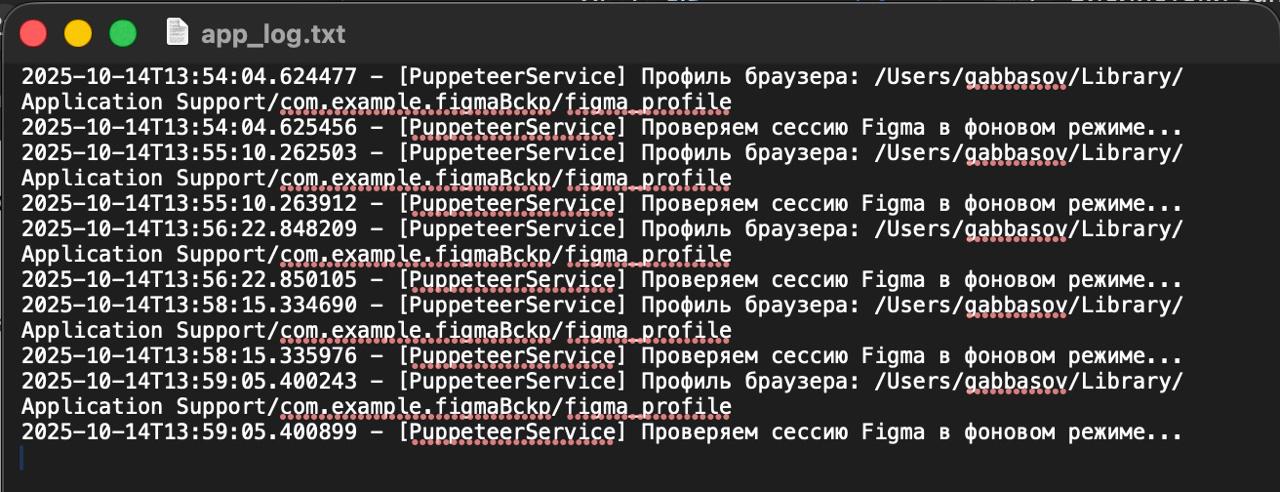 app_log.txt
2025-10-14T13:54:04.624477 – [PuppeteerService] Профиль браузера: /Users/gabbasov/Library/
Application Support/com.example.figmaBckp/figma_profile
2025-10-14T13:54:04.625456 – [PuppeteerService] Проверяем сессию Figma в фоновом режиме...
2025-10-14T13:55:10.262503 – [PuppeteerService] Профиль браузера: /Users/gabbasov/Library/
Application Support/com.example.figmaBckp/figma_profile
2025-10-14T13:55:10.263912 – [PuppeteerService] Проверяем сессию Figma в фоновом режиме...
2025-10-14T13:56:22.848209 – [PuppeteerService] Профиль браузера: /Users/gabbasov/Library/
Application Support/com.example.figmaBckp/figma_profile
2025-10-14T13:56:22.850105 – [PuppeteerService] Проверяем сессию Figma в фоновом режиме...
2025-10-14T13:58:15.334690 – [PuppeteerService] Профиль браузера: /Users/gabbasov/Library/
Application Support/com.example.figmaBckp/figma_profile
2025-10-14T13:58:15.335976 – [PuppeteerService] Проверяем сессию Figma в фоновом режиме...
2025-10-14T13:59:05.400243 – [PuppeteerService] Профиль браузера: /Users/gabbasov/Library/
Application Support/com.example.figmaBckp/figma_profile
2025-10-14T13:59:05.400899 – [PuppeteerService] Проверяем сессию Figma в фоновом режиме...